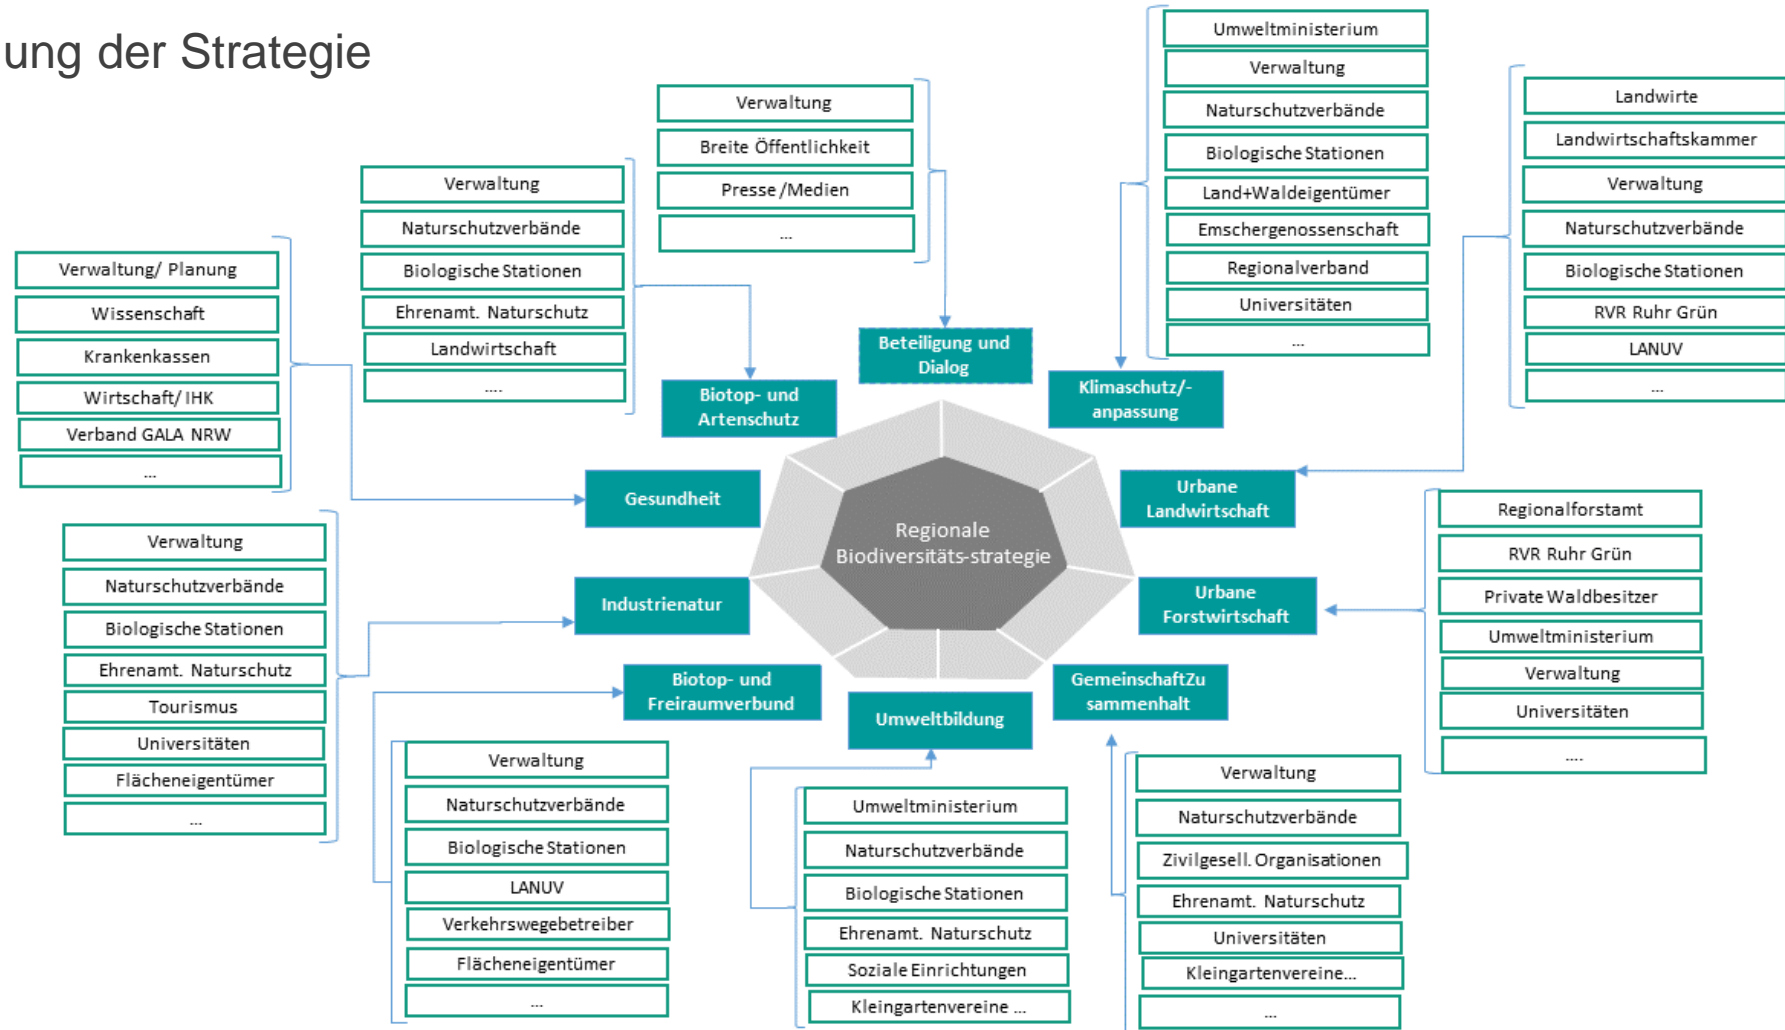 ung der Strategie
Verwaltung
Breite Öffentlichkeit
Presse/Medien
...
Verwaltung
Naturschutzverbände
Biologische Stationen
Ehrenamt. Naturschutz
Landwirtschaft
....
Verwaltung/ Planung
Wissenschaft
Krankenkassen
Wirtschaft/ IHK
Verband GALA NRW
...
Umweltministerium
Verwaltung
Naturschutzverbände
Biologische Stationen
Land+Waldeigentümer
Emschergenossenschaft
Regionalverband
Universitäten
...
Landwirte
Landwirtschaftskammer
Verwaltung
Naturschutzverbände
Biologische Stationen
RVR Ruhr Grün
LANUV
...
Beteiligung und
Dialog
Biotop- und
Artenschutz
Klimaschutz/-
anpassung
Gesundheit
Urbane
Landwirtschaft
Regionale
Biodiversitäts-strategie
Industrienatur
Urbane
Forstwirtschaft
Biotop- und
Freiraumverbund
Umweltbildung
GemeinschaftZu
sammenhalt
Verwaltung
Naturschutzverbände
Biologische Stationen
Ehrenamt. Naturschutz
Tourismus
Universitäten
Flächeneigentümer
...
Regionalforstamt
RVR Ruhr Grün
Private Waldbesitzer
Umweltministerium
Verwaltung
Universitäten
....
Verwaltung
Naturschutzverbände
Biologische Stationen
LANUV
Verkehrswegebetreiber
Flächeneigentümer
...
Umweltministerium
Naturschutzverbände
Biologische Stationen
Ehrenamt. Naturschutz
Soziale Einrichtungen
Kleingartenvereine ...
Verwaltung
Naturschutzverbände
Zivilgesell. Organisationen
Ehrenamt. Naturschutz
Universitäten
Kleingartenvereine...
...